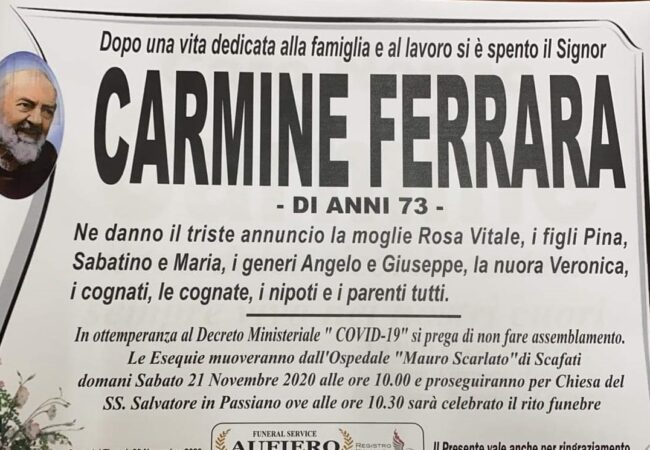 Dopo una vita dedicata alla famiglia e al lavoro si è spento il Signor
CARMINE FERRARA
- DI ANNI 73 -
Ne danno il triste annuncio la moglie Rosa Vitale, i figli Pina,
Sabatino e Maria, i generi Angelo e Giuseppe, la nuora Veronica,
i cognati, le cognate, i nipoti e i parenti tutti.
In ottemperanza al Decreto Ministeriale " COVID-19" si prega di non fare assemblamento.
Le Esequie muoveranno dall'Ospedale "Mauro Scarlato"di Scafati
domani Sabato 21 Novembre 2020 alle ore 10.00 e proseguiranno per Chiesa del
SS. Salvatore in Passiano ove alle ore 10.30 sarà celebrato il rito funebre
FUNERAL SERVICE
AUFIERO
REGISTRO
Il Presente vale anche per ringraziamento